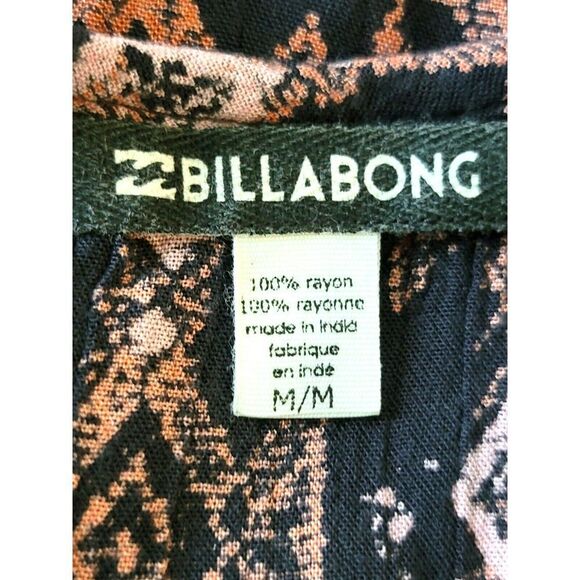 BILLABONG
100% rayon
100% rayonne
made in India
fabrique
en inde
M/M